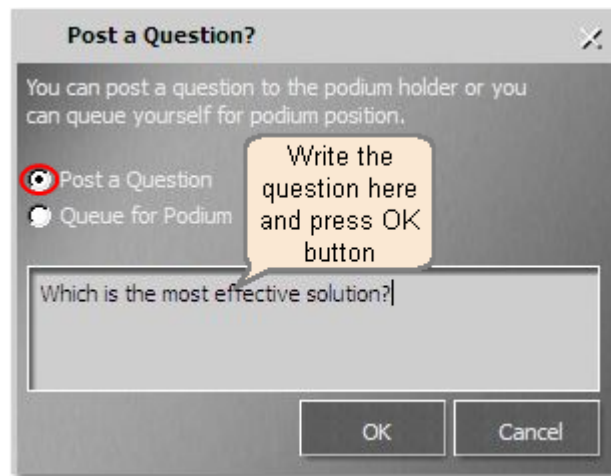 Post a Question?
You can post a question to the podium holder or you
can queue yourself for podium position.
Post a Question
Queue for Podium
Write the
question here
and press OK
button
Which is the most effective solution?
OK
Cancel